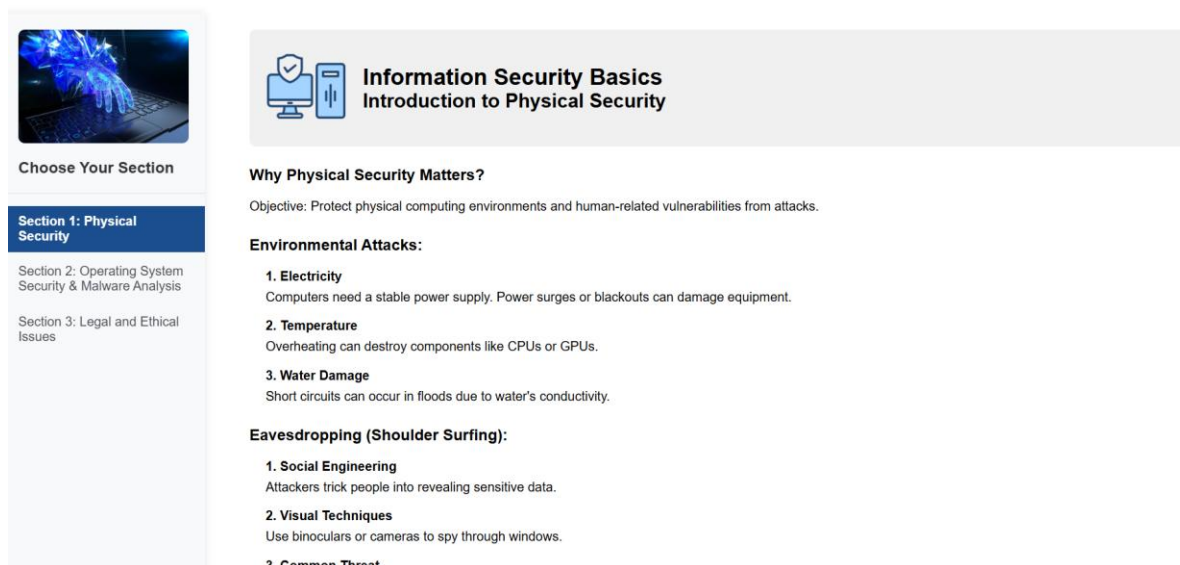 Choose Your Section
Section 1: Physical
Security
Section 2: Operating System
Security & Malware Analysis
Section 3: Legal and Ethical
Issues
Information Security Basics
Introduction to Physical Security
Why Physical Security Matters?
Objective: Protect physical computing environments and human-related vulnerabilities from attacks.
Environmental Attacks:
1. Electricity
Computers need a stable power supply. Power surges or blackouts can damage equipment.
2. Temperature
Overheating can destroy components like CPUs or GPUs.
3. Water Damage
Short circuits can occur in floods due to water's conductivity.
Eavesdropping (Shoulder Surfing):
1. Social Engineering
Attackers trick people into revealing sensitive data.
2. Visual Techniques
Use binoculars or cameras to spy through windows.
3. Common Threat